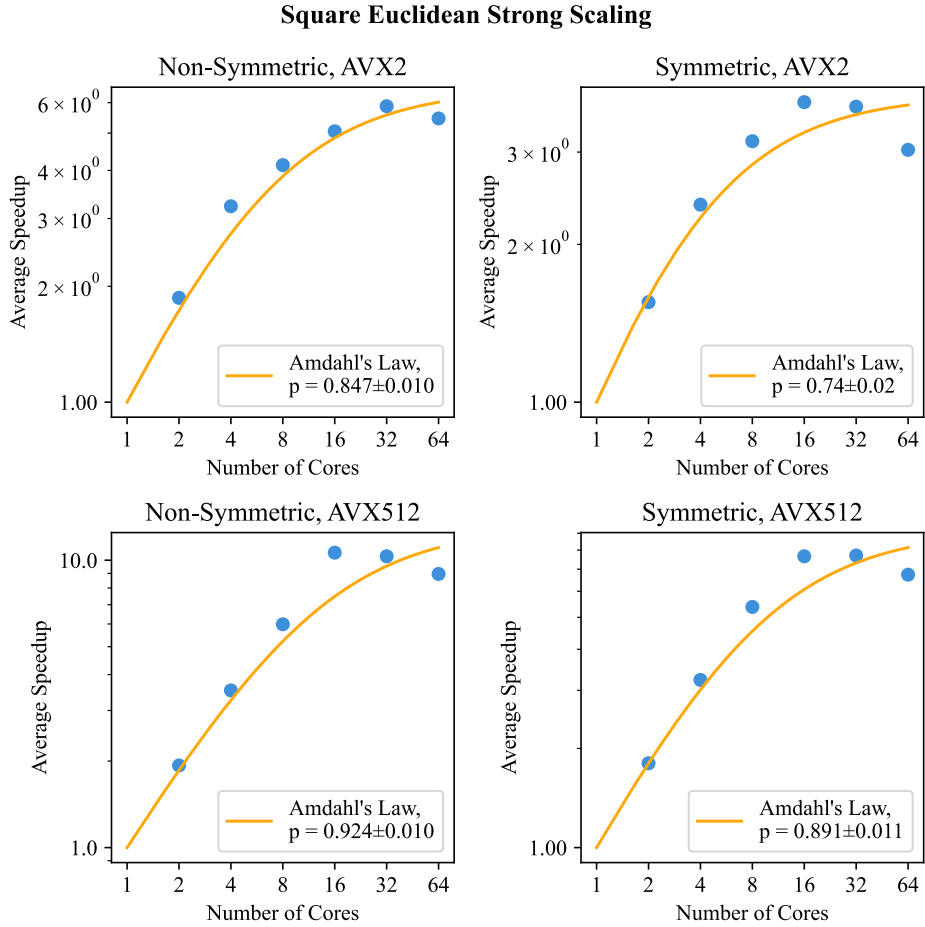 Square Euclidean Strong Scaling
Non-Symmetric, AVX2
6 × 10⁰
4 × 10⁰
3 × 10⁰
2 × 10⁰
1.00
Average Speedup
Amdahl's Law,
p = 0.847±0.010
1 2 4 8 16 32 64
Number of Cores
Symmetric, AVX2
3 × 10⁰
2 × 10⁰
1.00
Average Speedup
Amdahl's Law,
p = 0.74±0.02
1 2 4 8 16 32 64
Number of Cores
Non-Symmetric, AVX512
10.0
1.0
Average Speedup
Amdahl's Law,
p = 0.924±0.010
1 2 4 8 16 32 64
Number of Cores
Symmetric, AVX512
1.00
Average Speedup
Amdahl's Law,
p = 0.891±0.011
1 2 4 8 16 32 64
Number of Cores